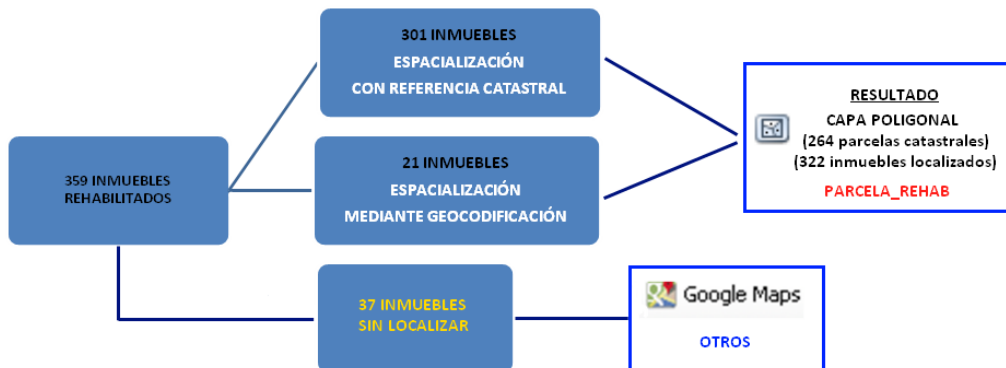 301 INMUEBLES
ESPACIALIZACIÓN
CON REFERENCIA CATASTRAL
359 INMUEBLES
REHABILITADOS
21 INMUEBLES
ESPACIALIZACIÓN
MEDIANTE GEOCODIFICACIÓN
RESULTADO
CAPA POLIGONAL
(264 parcelas catastrales)
(322 inmuebles localizados)
PARCELA_REHAB
37 INMUEBLES
SIN LOCALIZAR
Google Maps
OTROS